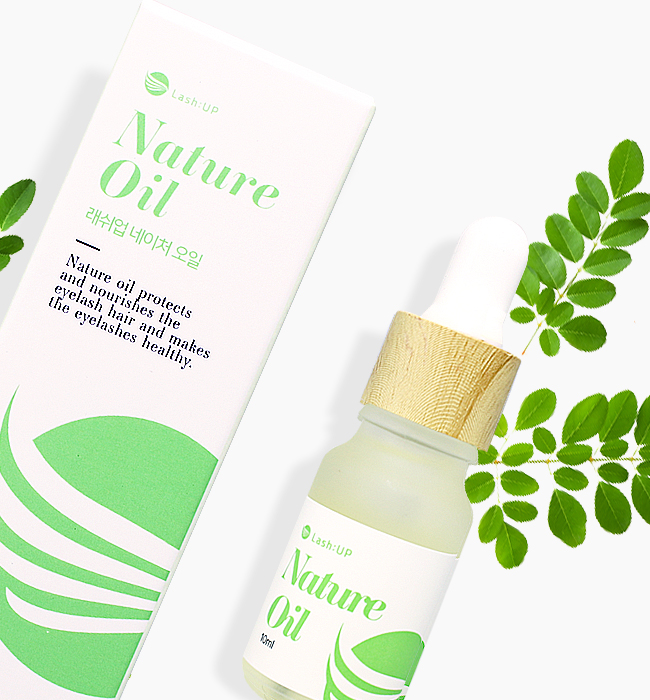 Lash:UP
Nature
Oil
래쉬업 네이쳐 오일
Nature oil protects
and nourishes the
eyelash hair and makes
the eyelashes healthy.
Lash:UP
Nature
Oil
10ml